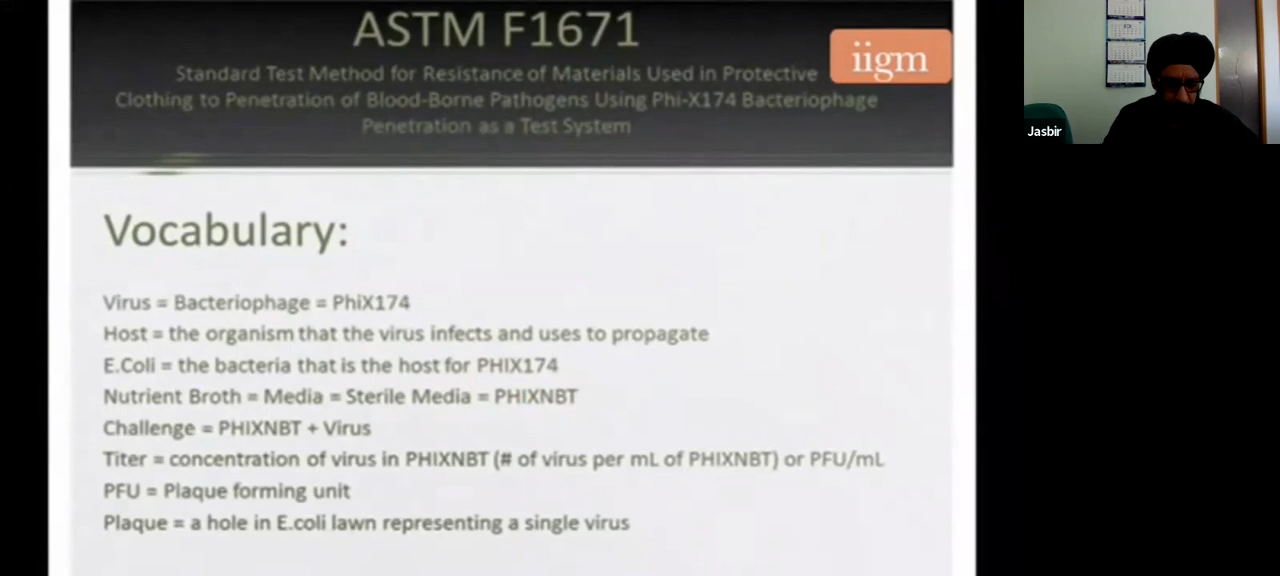 ASTM F1671
iigm
Standard Test Method for Resistance of Materials Used in Protective
Clothing to Penetration of Blood-Borne Pathogens Using Phi-X174 Bacteriophage
Penetration as a Test System
Jasbir
Vocabulary:
Virus = Bacteriophage = PhiX174
Host = the organism that the virus infects and uses to propagate
E.Coli = the bacteria that is the host for PHIX174
Nutrient Broth = Media = Sterile Media = PHIXNBT
Challenge = PHIXNBT + Virus
Titer = concentration of virus in PHIXNBT (# of virus per mL of PHIXNBT) or PFU/mL
PFU = Plaque forming unit
Plaque = a hole in E.coli lawn representing a single virus